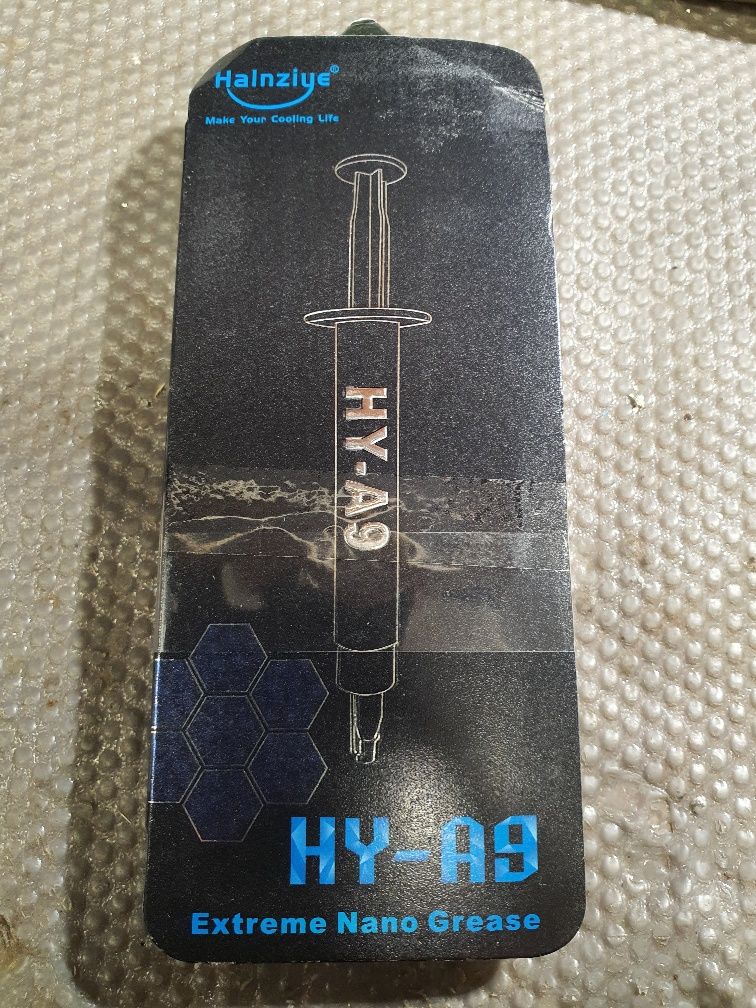 Halnziye®
Make Your Cooling Life
HY-A9
HY-A9
Extreme Nano Grease